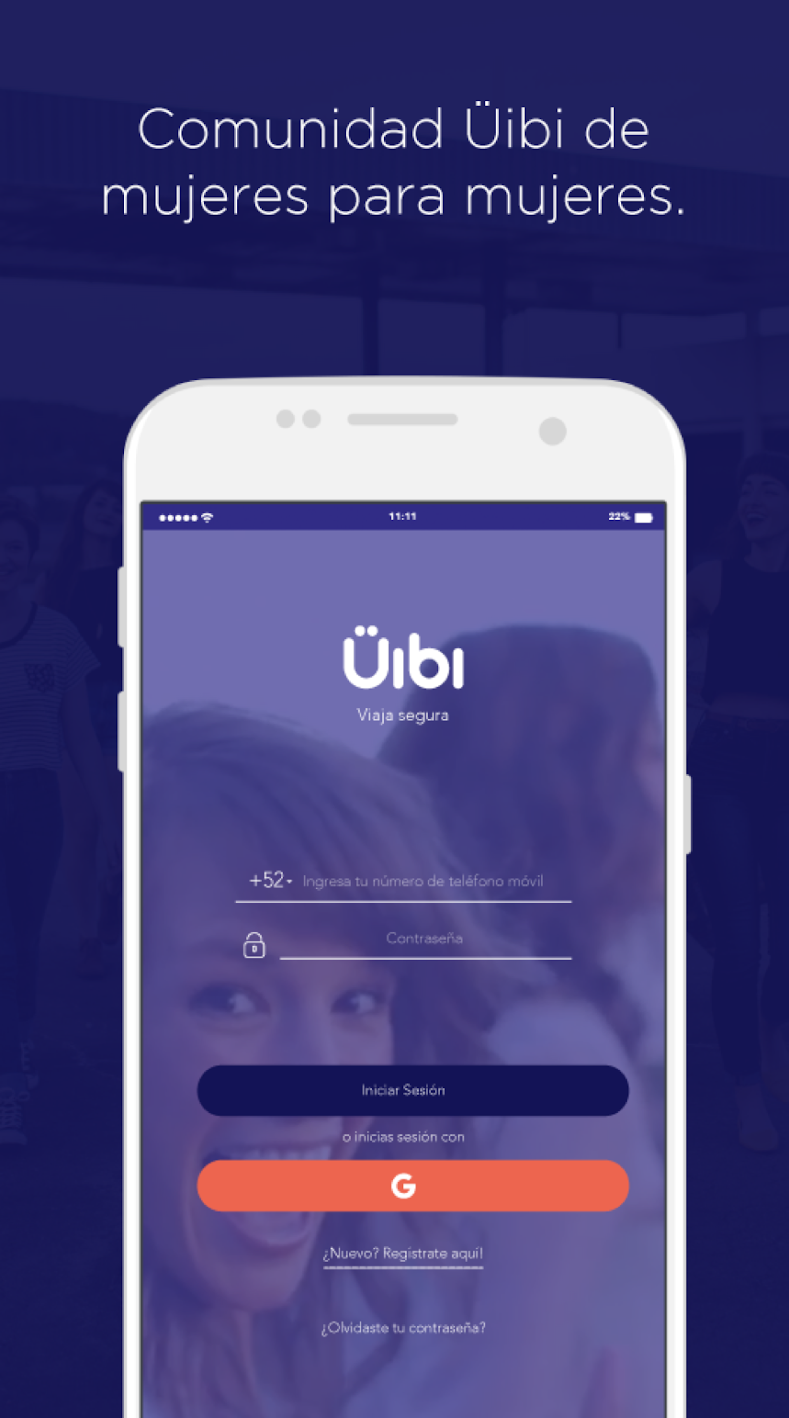 Comunidad Üibi de
mujeres para mujeres.
11:11
22%
Üibi
Viaja segura
+52
Ingresa tu número de teléfono móvil
Contraseña
Iniciar Sesión
o inicias sesión con
G
¿Nuevo? Registrate aquí!
¿Olvidaste tu contraseña?